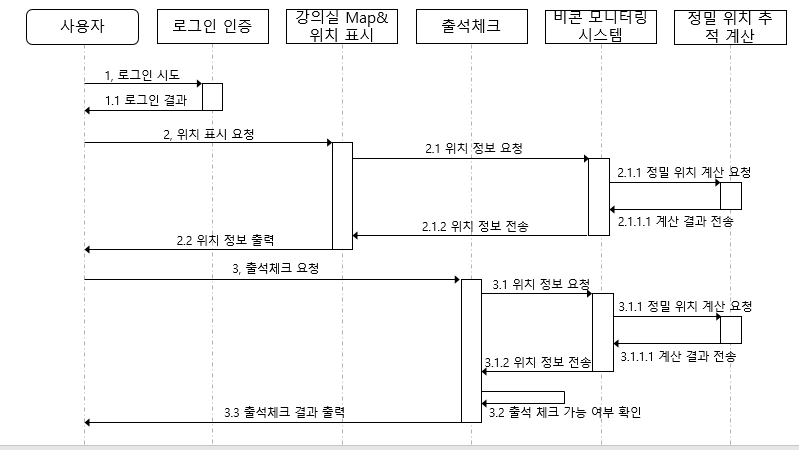 사용자
로그인 인증
강의실 Map&
위치 표시
출석체크
비콘 모니터링
시스템
정밀 위치 추
적 계산
1, 로그인 시도
1.1 로그인 결과
2, 위치 표시 요청
2.1 위치 정보 요청
2.1.1 정밀 위치 계산 요청
2.1.1.1 계산 결과 전송
2.1.2 위치 정보 전송
2.2 위치 정보 출력
3, 출석체크 요청
3.1 위치 정보 요청
3.1.1 정밀 위치 계산 요청
3.1.1.1 계산 결과 전송
3.1.2 위치 정보 전송
3.2 출석 체크 가능 여부 확인
3.3 출석체크 결과 출력